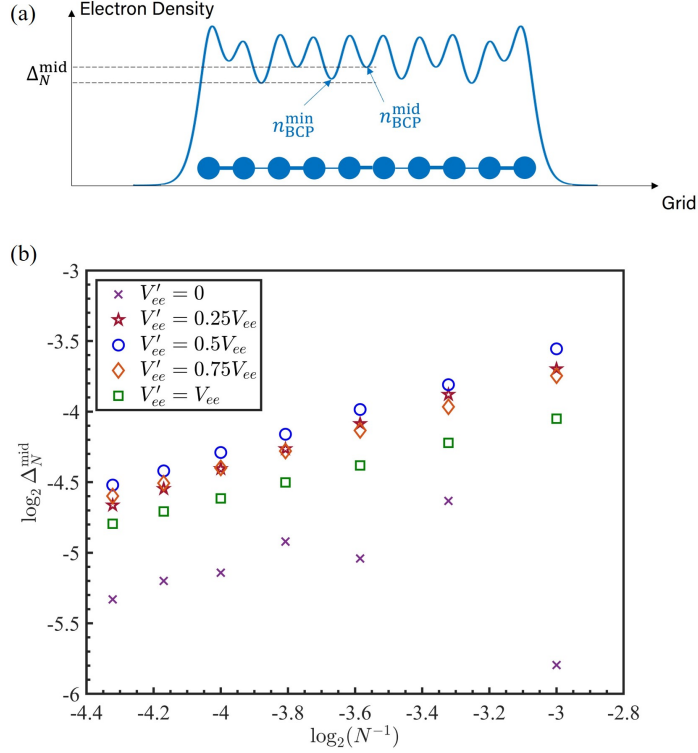 (a)
Electron Density
Δ_N^mid
n_BCP^min
n_BCP^mid
Grid
(b)
-3
-3.5
-4
-4.5
-5
-5.5
-6
log₂ Δ_N^mid
V′_ee = 0
V′_ee = 0.25V_ee
V′_ee = 0.5V_ee
V′_ee = 0.75V_ee
V′_ee = V_ee
-4.4 -4.2 -4 -3.8 -3.6 -3.4 -3.2 -3 -2.8
log₂(N⁻¹)